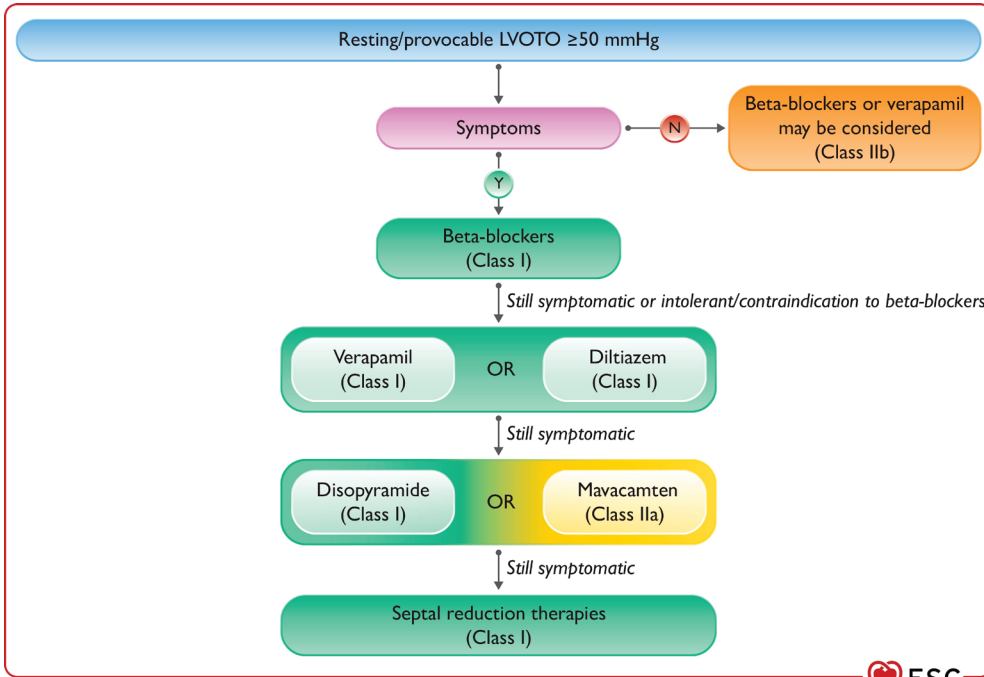 Resting/provocable LVOTO ≥50 mmHg
Symptoms
N
Beta-blockers or verapamil
may be considered
(Class IIb)
Y
Beta-blockers
(Class I)
Still symptomatic or intolerant/contraindication to beta-blockers
Verapamil
(Class I)
OR
Diltiazem
(Class I)
Still symptomatic
Disopyramide
(Class I)
OR
Mavacamten
(Class IIa)
Still symptomatic
Septal reduction therapies
(Class I)
ESC